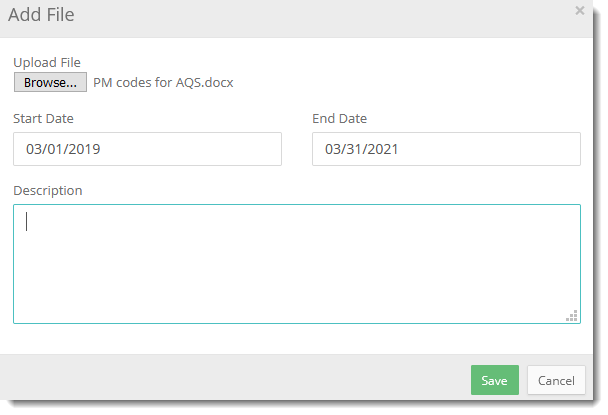 Add File
×
Upload File
Browse... PM codes for AQS.docx
Start Date End Date
03/01/2019 03/31/2021
Description
Save Cancel